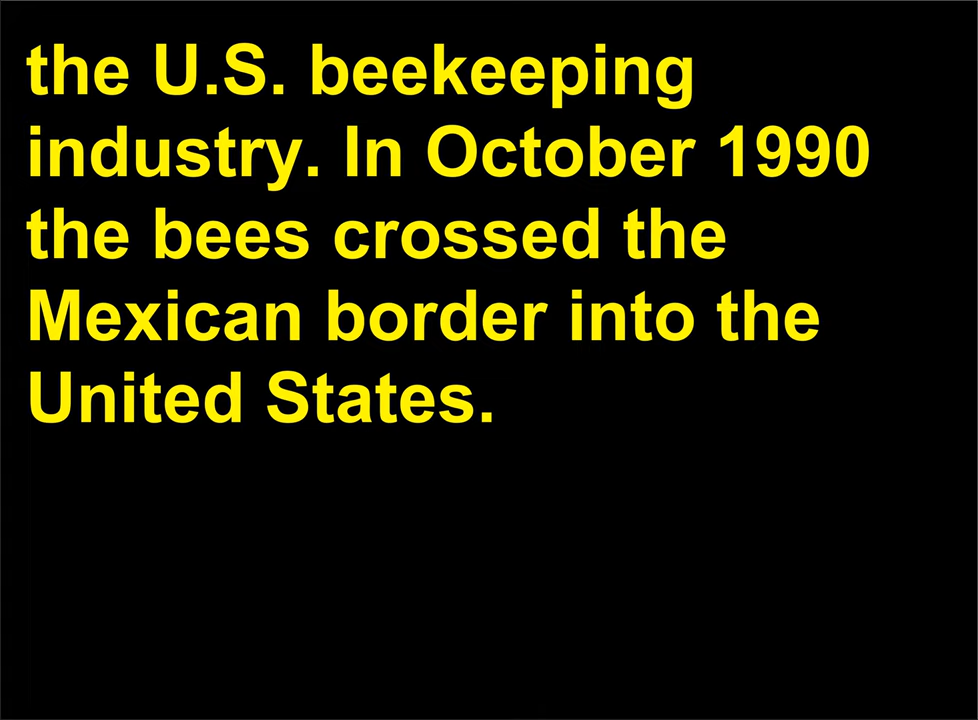 the U.S. beekeeping
industry. In October 1990
the bees crossed the
Mexican border into the
United States.